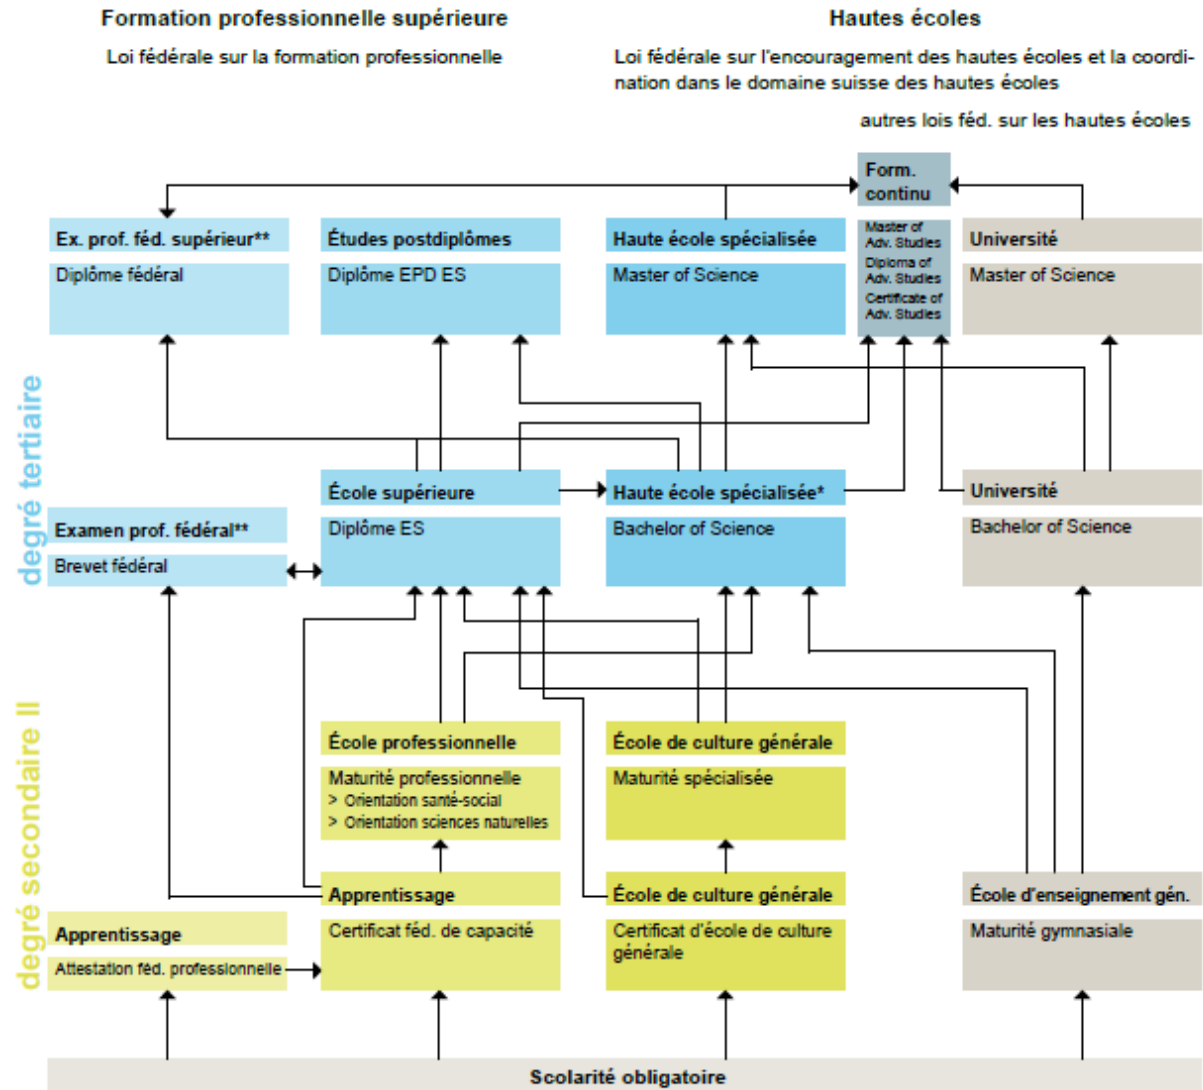 Formation professionnelle supérieure
Hautes écoles
Loi fédérale sur la formation professionnelle
Loi fédérale sur l'encouragement des hautes écoles et la coordi-
nation dans le domaine suisse des hautes écoles
autres lois féd. sur les hautes écoles
Form.
continu
Master of
Adv. Studies
Diploma of
Adv. Studies
Certificate of
Adv. Studies
Ex. prof. féd. supérieur**
Diplôme fédéral
Études postdiplômes
Diplôme EPD ES
Haute école spécialisée
Master of Science
Université
Master of Science
degré tertiaire
École supérieure
Diplôme ES
Haute école spécialisée*
Bachelor of Science
Université
Bachelor of Science
Examen prof. fédéral**
Brevet fédéral
degré secondaire II
École professionnelle
Maturité professionnelle
> Orientation santé-social
> Orientation sciences naturelles
École de culture générale
Maturité spécialisée
Apprentissage
Certificat féd. de capacité
École de culture générale
Certificat d'école de culture
générale
École d'enseignement gén.
Maturité gymnasiale
Apprentissage
Attestation féd. professionnelle
Scolarité obligatoire